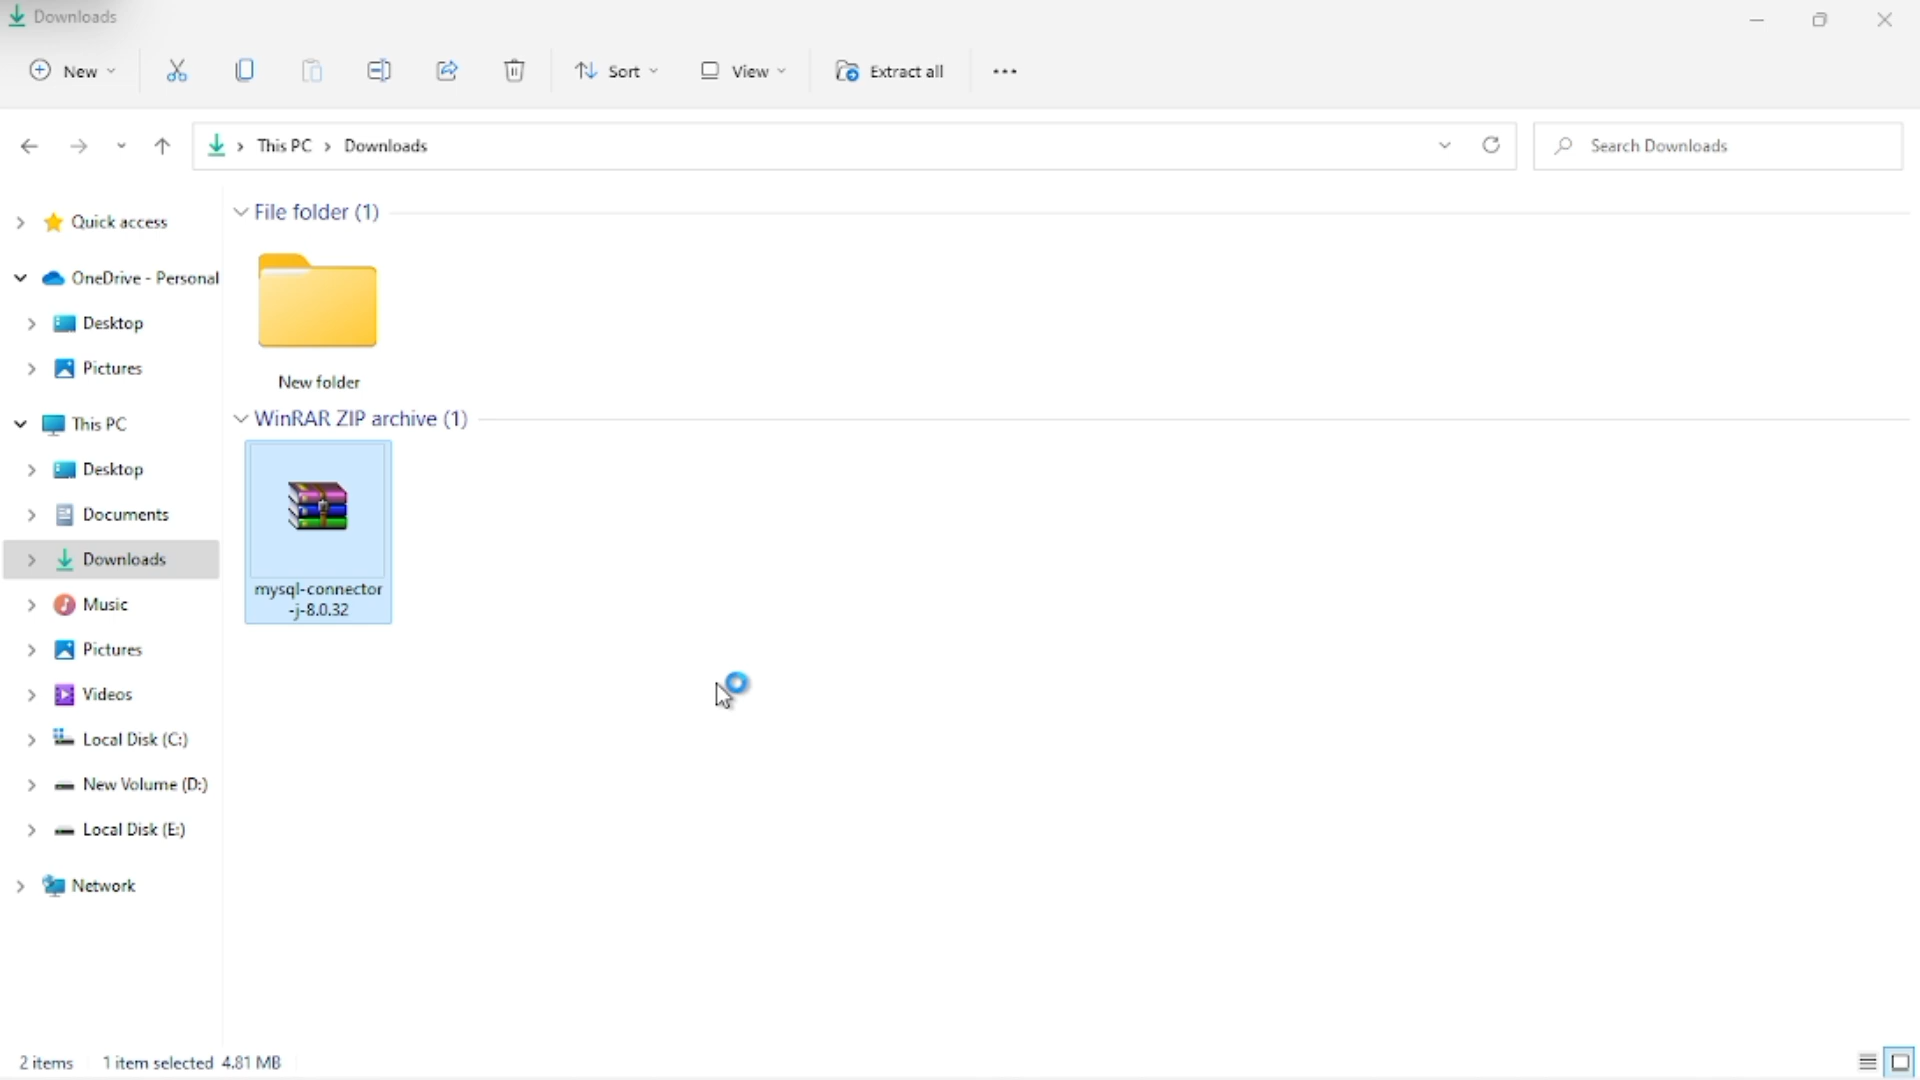 Downloads
New
Sort
View
Extract all
This PC
Downloads
Search Downloads
Quick access
OneDrive - Personal
Desktop
Pictures
This PC
Desktop
Documents
Downloads
Music
Pictures
Videos
Local Disk (C:)
New Volume (D:)
Local Disk (E:)
Network
File folder (1)
New folder
WinRAR ZIP archive (1)
mysql-connector
-j-8.0.32
2 items 1 item selected 4.81 MB